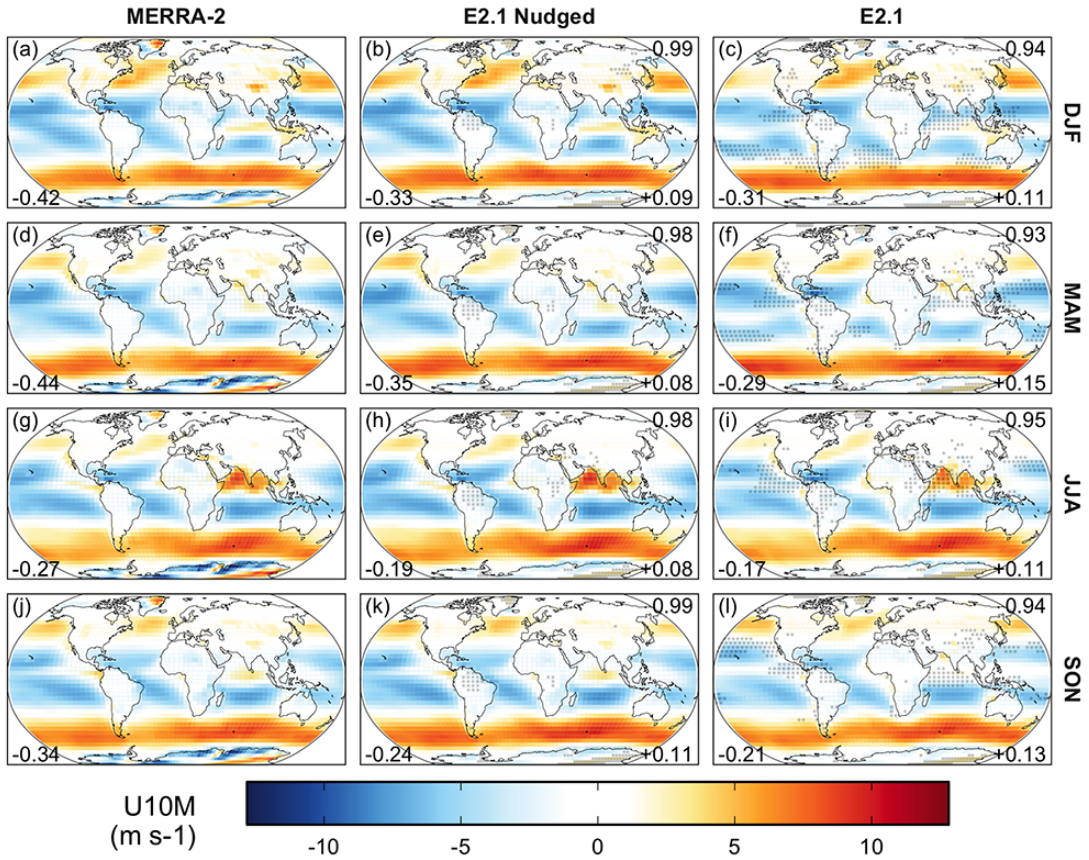 MERRA-2 E2.1 Nudged E2.1
(a) (b) 0.99 (c) 0.94
DJF
-0.42 -0.33 +0.09 -0.31 +0.11
(d) (e) 0.98 (f) 0.93
MAM
-0.44 -0.35 +0.08 -0.29 +0.15
(g) (h) 0.98 (i) 0.95
JJA
-0.27 -0.19 +0.08 -0.17 +0.11
(j) (k) 0.99 (l) 0.94
SON
-0.34 -0.24 +0.11 -0.21 +0.13
U10M
(m s-1)
-10 -5 0 5 10